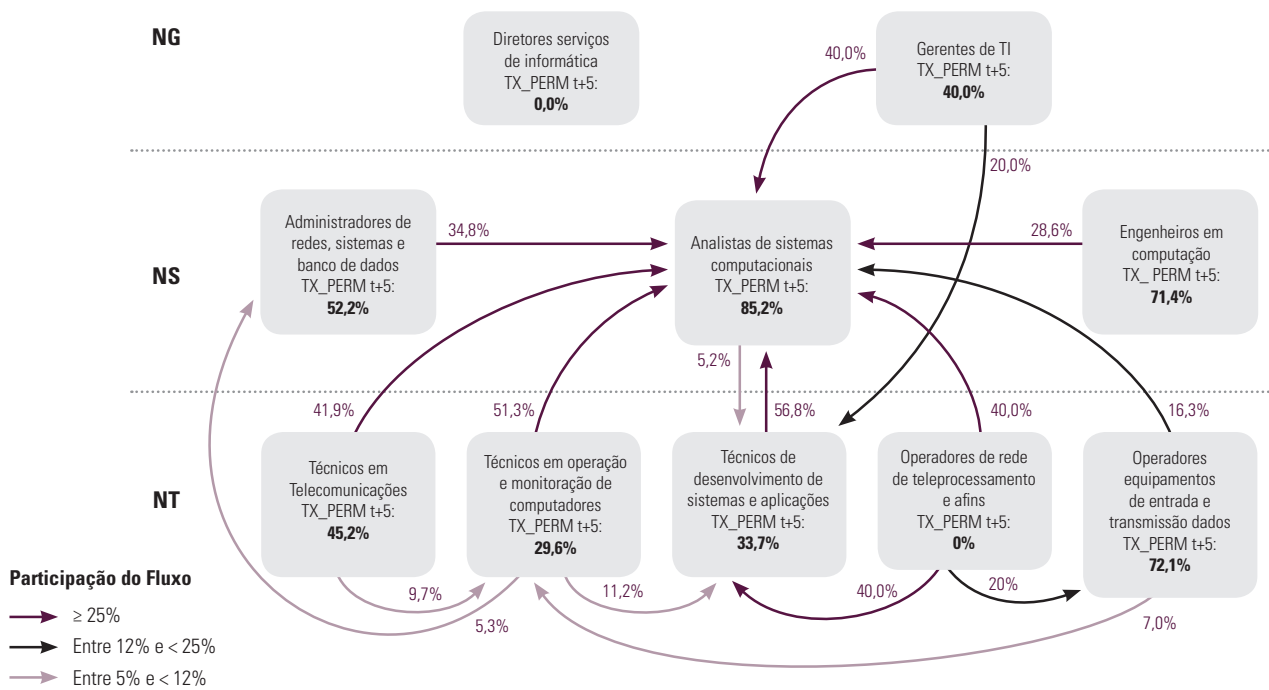 NG
Diretores serviços
de informática
TX_PERM t+5:
0,0%
40,0%
Gerentes de TI
TX_PERM t+5:
40,0%
20,0%
NS
Administradores de
redes, sistemas e
banco de dados
TX_PERM t+5:
52,2%
34,8%
Analistas de sistemas
computacionais
TX_PERM t+5:
85,2%
28,6%
Engenheiros em
computação
TX_ PERM t+5:
71,4%
5,2%
41,9%
51,3%
56,8%
40,0%
16,3%
NT
Técnicos em
Telecomunicações
TX_PERM t+5:
45,2%
Técnicos em operação
e monitoração de
computadores
TX_PERM t+5:
29,6%
Técnicos de
desenvolvimento de
sistemas e aplicações
TX_PERM t+5:
33,7%
Operadores de rede
de teleprocessamento
e afins
TX_PERM t+5:
0%
Operadores
equipamentos
de entrada e
transmissão dados
TX_PERM t+5:
72,1%
9,7%
5,3%
11,2%
40,0%
20%
7,0%
Participação do Fluxo
≥ 25%
Entre 12% e < 25%
Entre 5% e < 12%